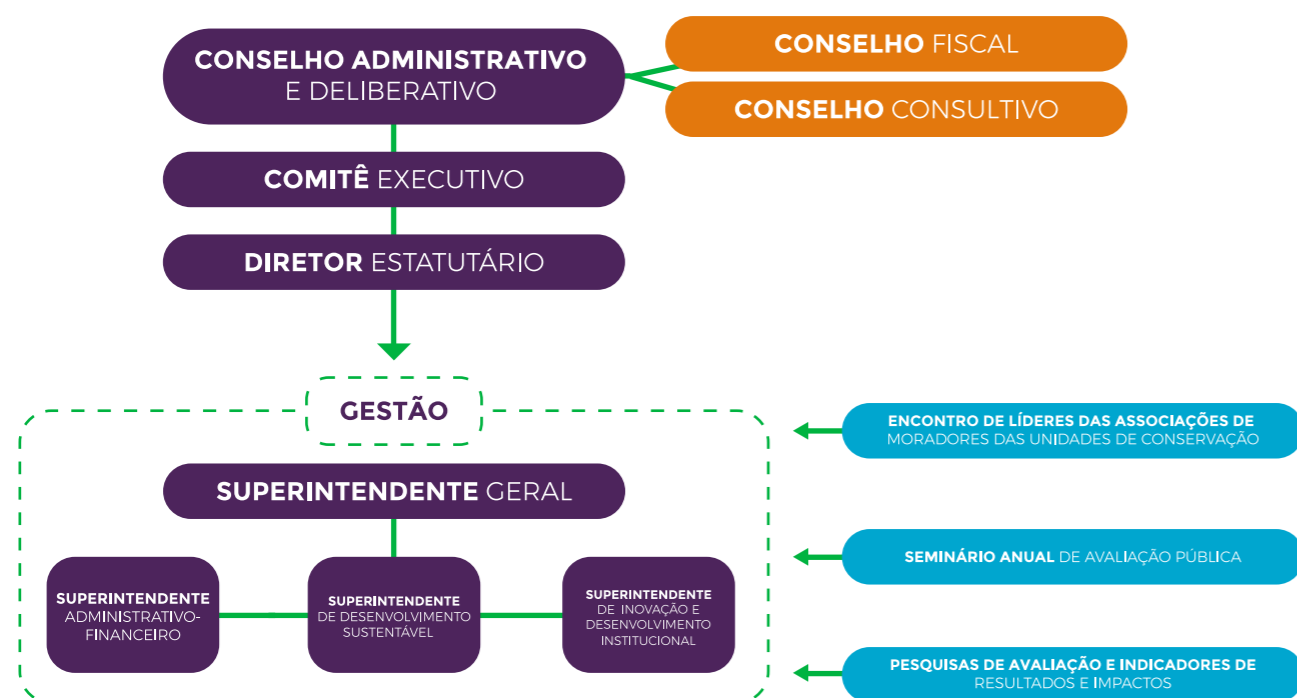 CONSELHO ADMINISTRATIVO
E DELIBERATIVO
CONSELHO FISCAL
CONSELHO CONSULTIVO
COMITÊ EXECUTIVO
DIRETOR ESTATUTÁRIO
GESTÃO
SUPERINTENDENTE GERAL
SUPERINTENDENTE
ADMINISTRATIVO-
FINANCEIRO
SUPERINTENDENTE
DE DESENVOLVIMENTO
SUSTENTÁVEL
SUPERINTENDENTE
DE INOVAÇÃO E
DESENVOLVIMENTO
INSTITUCIONAL
ENCONTRO DE LÍDERES DAS ASSOCIAÇÕES DE
MORADORES DAS UNIDADES DE CONSERVAÇÃO
SEMINÁRIO ANUAL DE AVALIAÇÃO PÚBLICA
PESQUISAS DE AVALIAÇÃO E INDICADORES DE
RESULTADOS E IMPACTOS